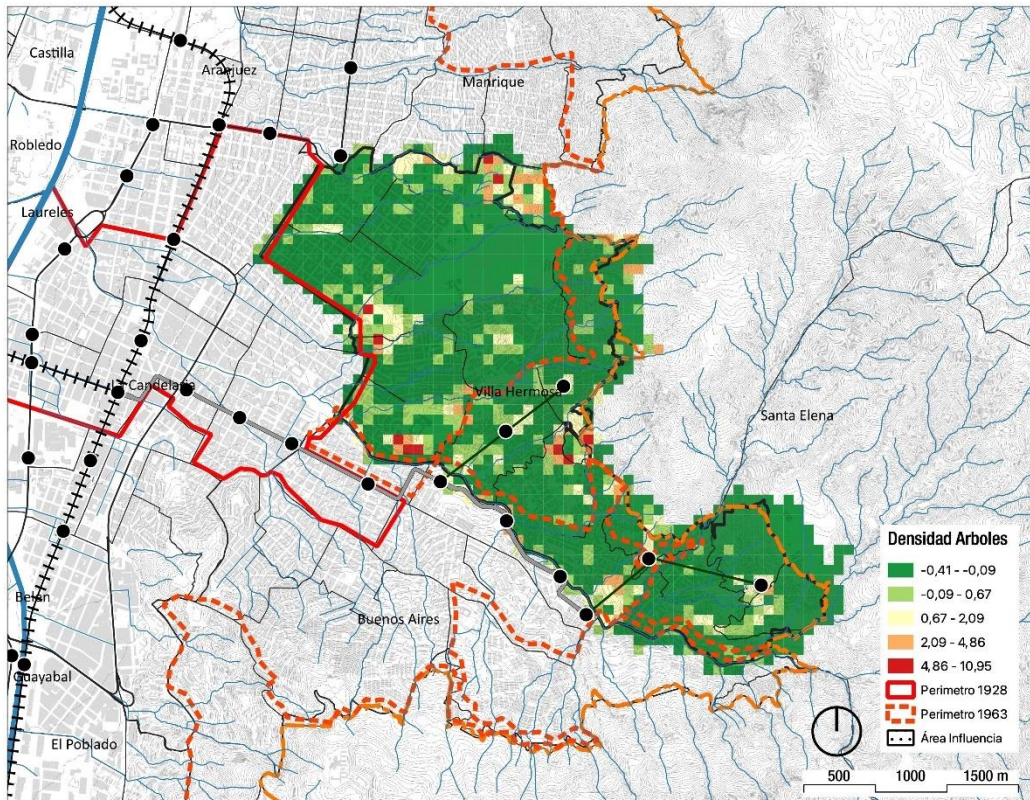 Castilla
Aranjuez
Manrique
Robledo
Laureles
La Candelaria
Villa Hermosa
Santa Elena
Belén
Buenos Aires
Guayabal
El Poblado
Densidad Arboles
-0,41 - -0,09
-0,09 - 0,67
0,67 - 2,09
2,09 - 4,86
4,86 - 10,95
Perimetro 1928
Perimetro 1963
Área Influencia
500 1000 1500 m